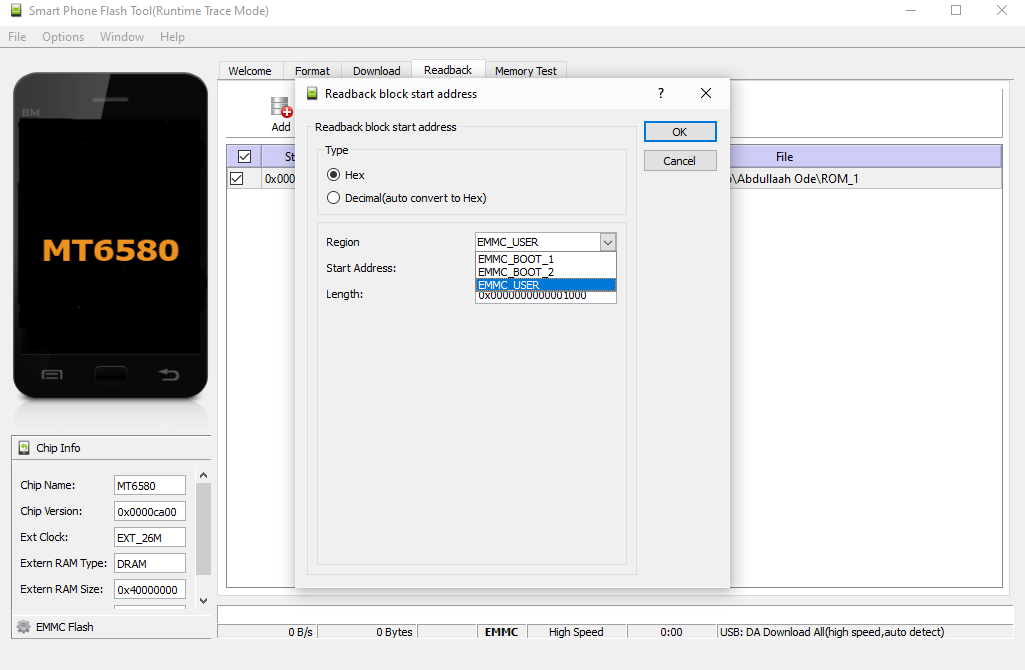 Smart Phone Flash Tool(Runtime Trace Mode)
File Options Window Help
BM
MT6580
Welcome Format Download Readback Memory Test
Add
St File
0x000 \Abdullaah Ode\ROM_1
Readback block start address ?
Readback block start address
OK
Cancel
Type
Hex
Decimal(auto convert to Hex)
Region EMMC_USER
EMMC_BOOT_1
Start Address: EMMC_BOOT_2
EMMC_USER
Length: 0x0000000000001000
Chip Info
Chip Name: MT6580
Chip Version: 0x0000ca00
Ext Clock: EXT_26M
Extern RAM Type: DRAM
Extern RAM Size: 0x40000000
EMMC Flash
0 B/s 0 Bytes EMMC High Speed 0:00 USB: DA Download All(high speed,auto detect)